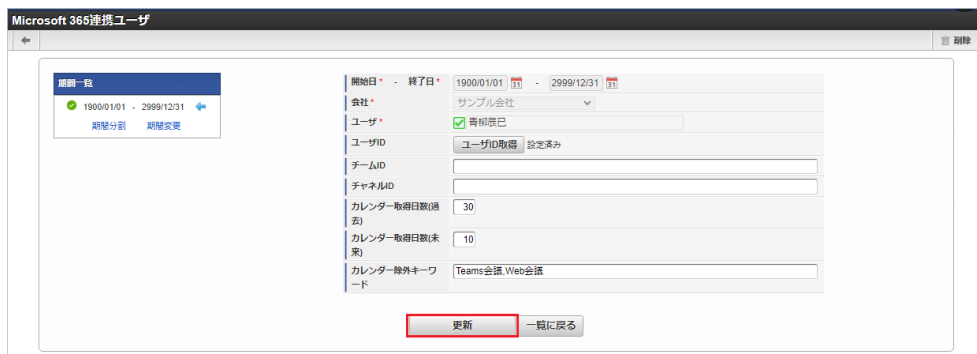 Microsoft 365連携ユーザ
削除
期間一覧
1900/01/01 - 2999/12/31
期間分割 期間変更
開始日* - 終了日* 1900/01/01 31 - 2999/12/31 31
会社* サンプル会社
ユーザ* 青柳辰巳
ユーザID ユーザID取得 設定済み
チームID
チャネルID
カレンダー取得日数(過
去) 30
カレンダー取得日数(未
来) 10
カレンダー除外キーワ
ード Teams会議,Web会議
更新 一覧に戻る